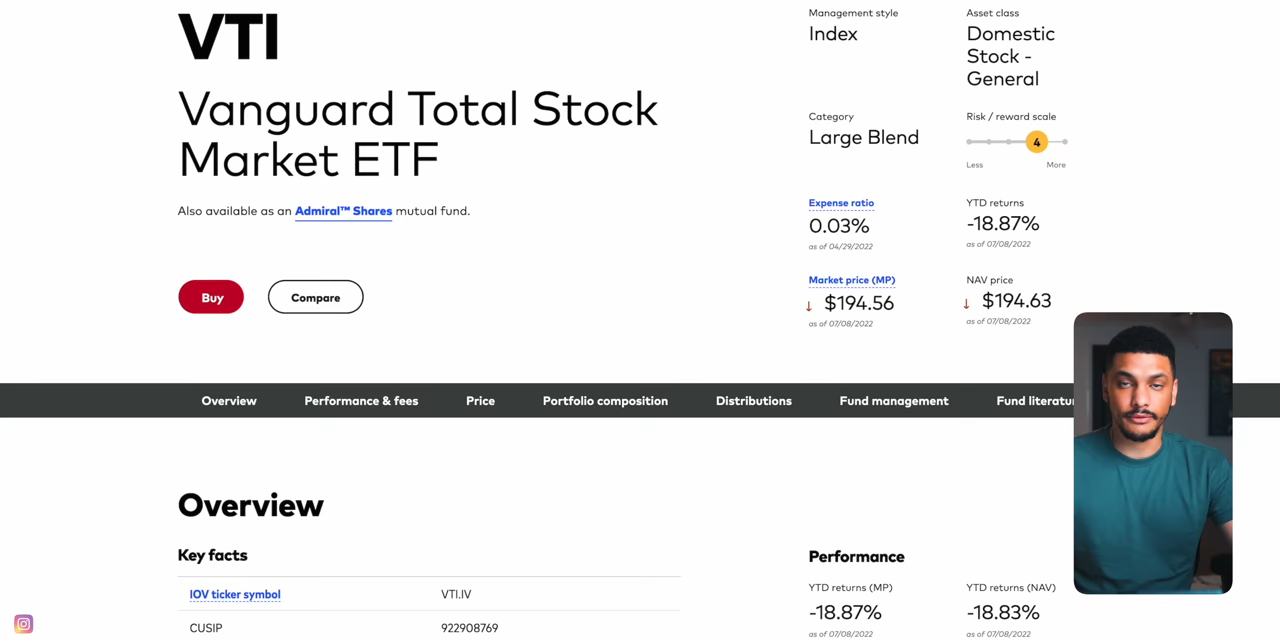 VTI
Vanguard Total Stock
Market ETF
Also available as an Admiral™ Shares mutual fund.
Buy
Compare
Management style
Index
Asset class
Domestic
Stock -
General
Category
Large Blend
Risk / reward scale
4
Less
More
Expense ratio
0.03%
as of 04/29/2022
YTD returns
-18.87%
as of 07/08/2022
Market price (MP)
↓ $194.56
as of 07/08/2022
NAV price
↓ $194.63
as of 07/08/2022
Overview
Performance & fees
Price
Portfolio composition
Distributions
Fund management
Fund literatu
Overview
Key facts
IOV ticker symbol
VTI.IV
CUSIP
922908769
Performance
YTD returns (MP)
-18.87%
as of 07/08/2022
YTD returns (NAV)
-18.83%
as of 07/08/2022